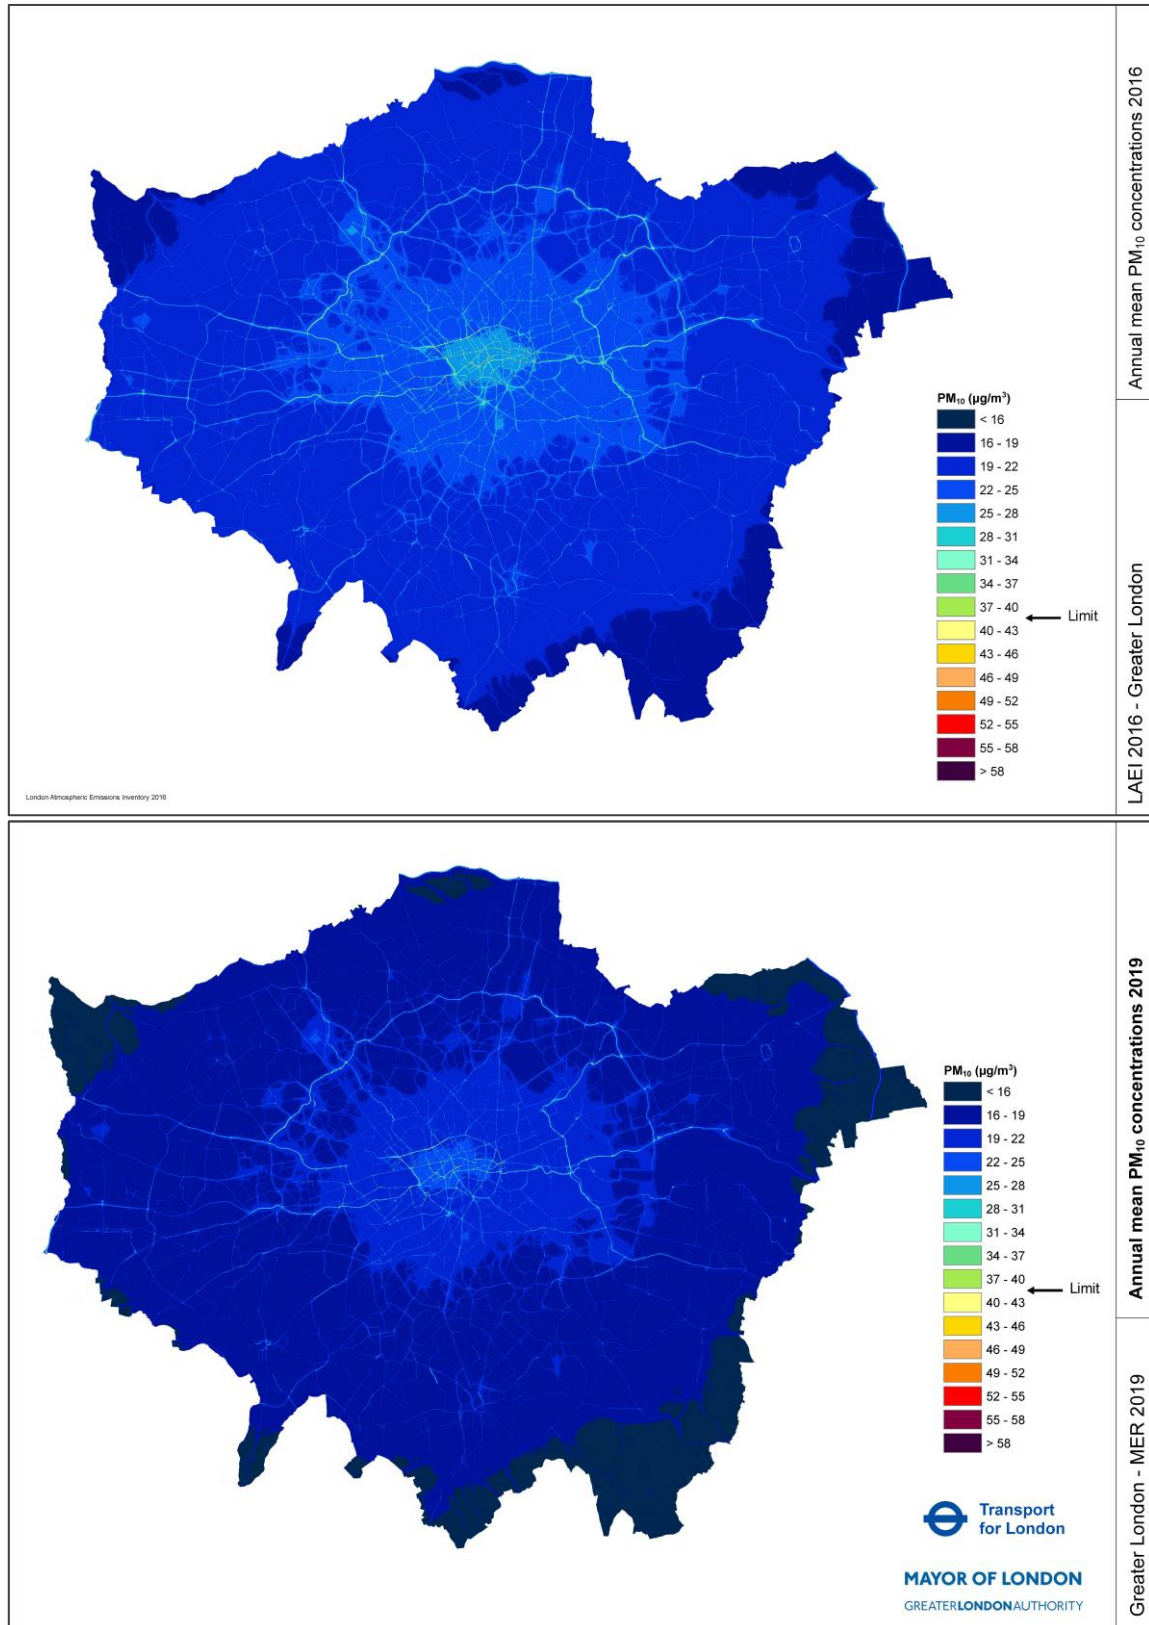 Annual mean PM₁₀ concentrations 2016
LAEI 2016 - Greater London
PM₁₀ (µg/m³)
< 16
16 - 19
19 - 22
22 - 25
25 - 28
28 - 31
31 - 34
34 - 37
37 - 40
Limit
40 - 43
43 - 46
46 - 49
49 - 52
52 - 55
55 - 58
> 58
London Atmospheric Emissions Inventory 2016
Annual mean PM₁₀ concentrations 2019
Greater London - MER 2019
PM₁₀ (µg/m³)
< 16
16 - 19
19 - 22
22 - 25
25 - 28
28 - 31
31 - 34
34 - 37
37 - 40
Limit
40 - 43
43 - 46
46 - 49
49 - 52
52 - 55
55 - 58
> 58
Transport
for London
MAYOR OF LONDON
GREATERLONDONAUTHORITY